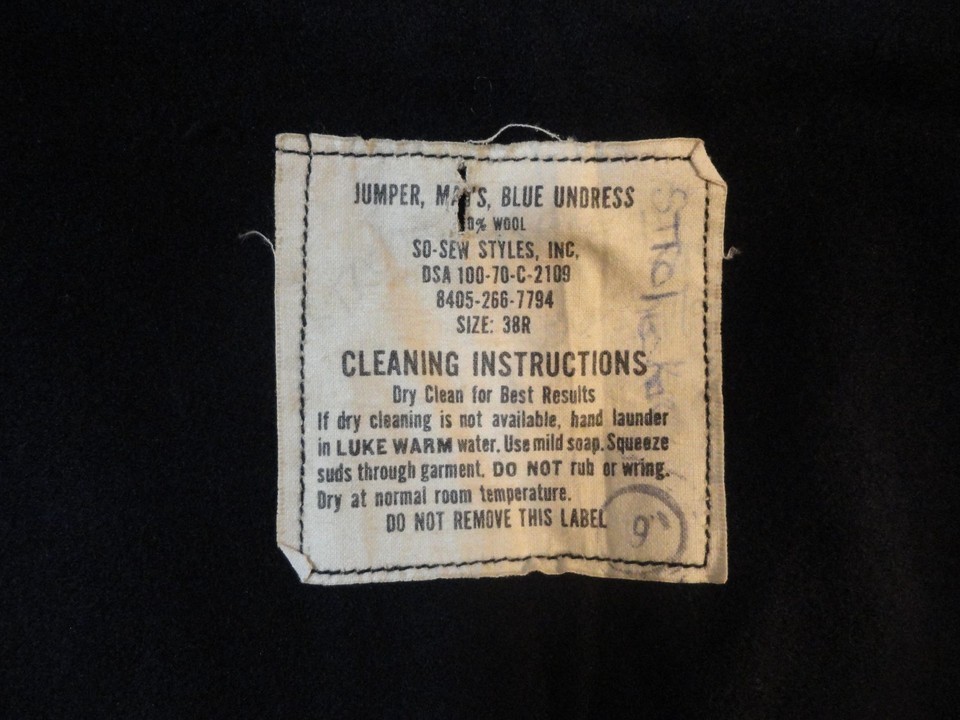 JUMPER, MAN'S, BLUE UNDRESS
% WOOL
SO-SEW STYLES, INC.
DSA 100-70-C-2109
8405-266-7794
SIZE: 38R
CLEANING INSTRUCTIONS
Dry Clean for Best Results
If dry cleaning is not available, hand launder
in LUKE WARM water. Use mild soap. Squeeze
suds through garment. DO NOT rub or wring.
Dry at normal room temperature.
DO NOT REMOVE THIS LABEL